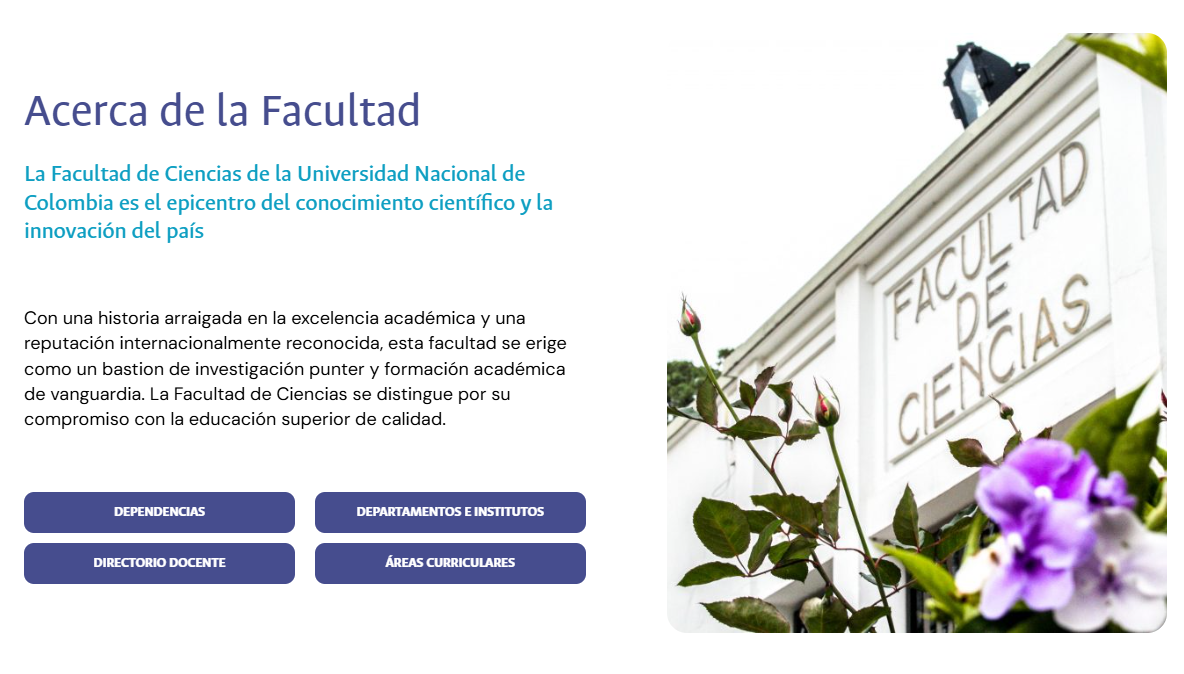 Acerca de la Facultad
La Facultad de Ciencias de la Universidad Nacional de
Colombia es el epicentro del conocimiento científico y la
innovación del país
Con una historia arraigada en la excelencia académica y una
reputación internacionalmente reconocida, esta facultad se erige
como un bastion de investigación punter y formación académica
de vanguardia. La Facultad de Ciencias se distingue por su
compromiso con la educación superior de calidad.
DEPENDENCIAS
DEPARTAMENTOS E INSTITUTOS
DIRECTORIO DOCENTE
ÁREAS CURRICULARES
FACULTAD
DE
CIENCIAS